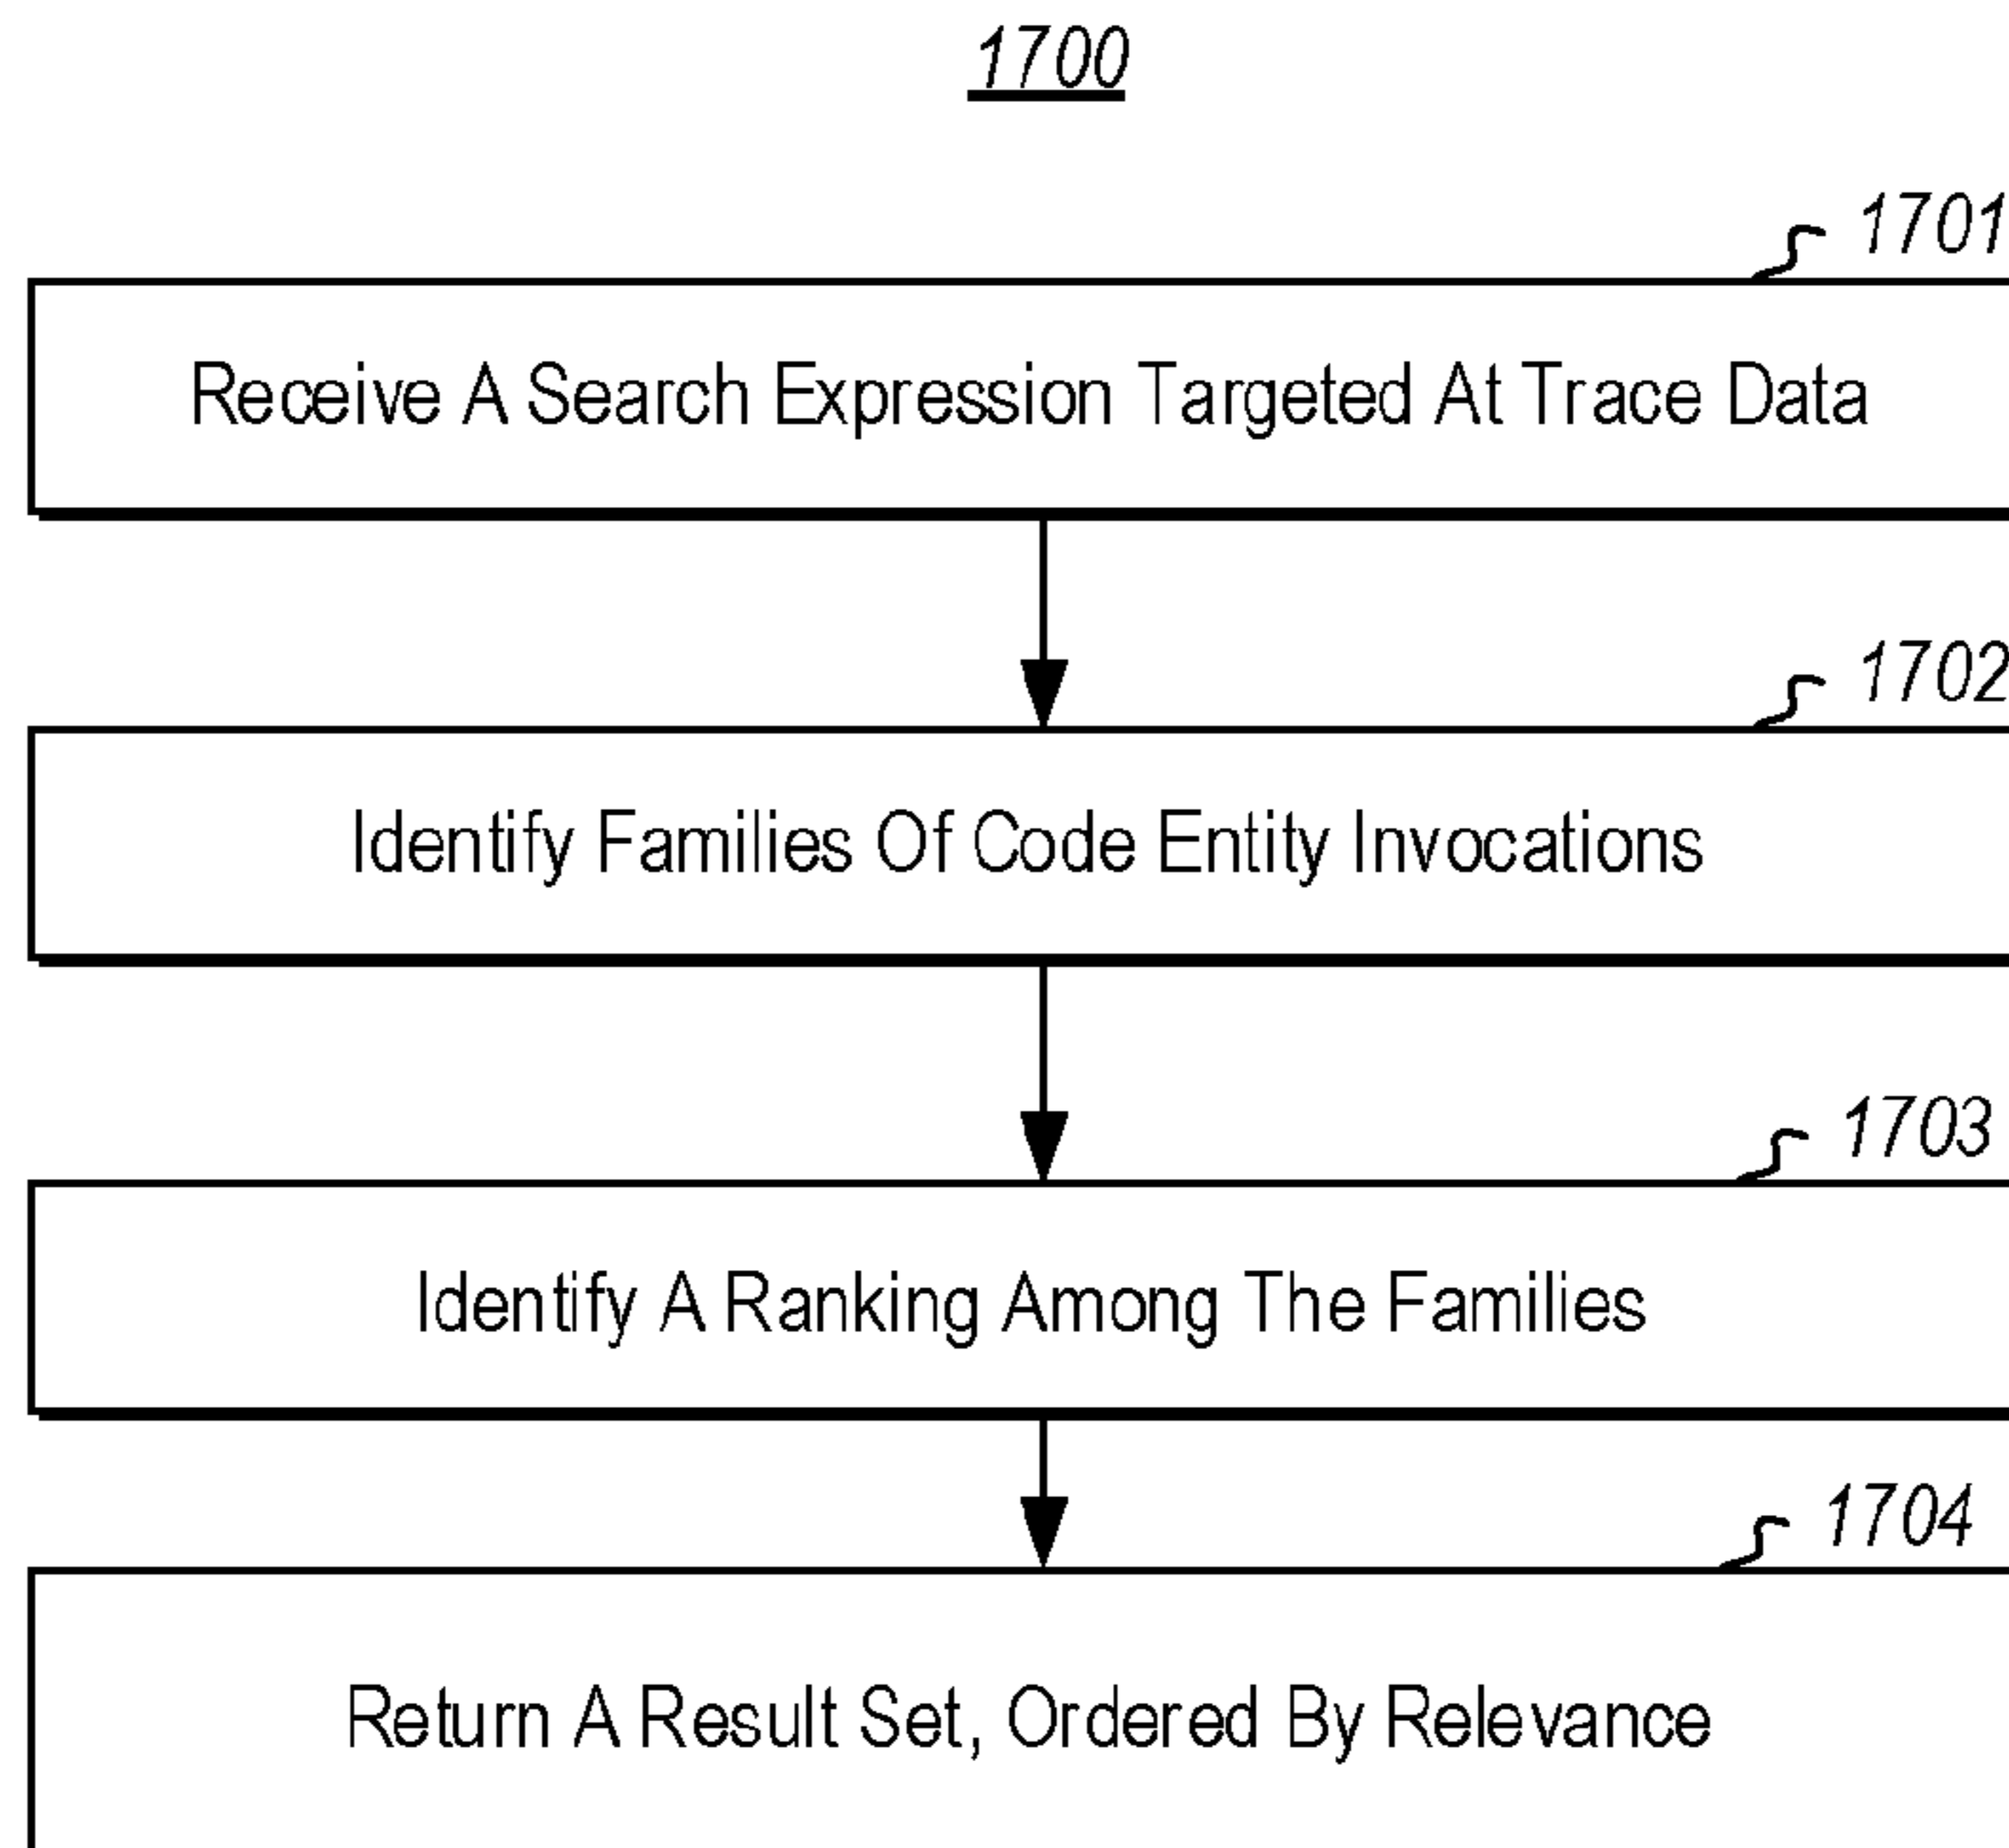 1700
1701
Receive A Search Expression Targeted At Trace Data
1702
Identify Families Of Code Entity Invocations
1703
Identify A Ranking Among The Families
1704
Return A Result Set, Ordered By Relevance